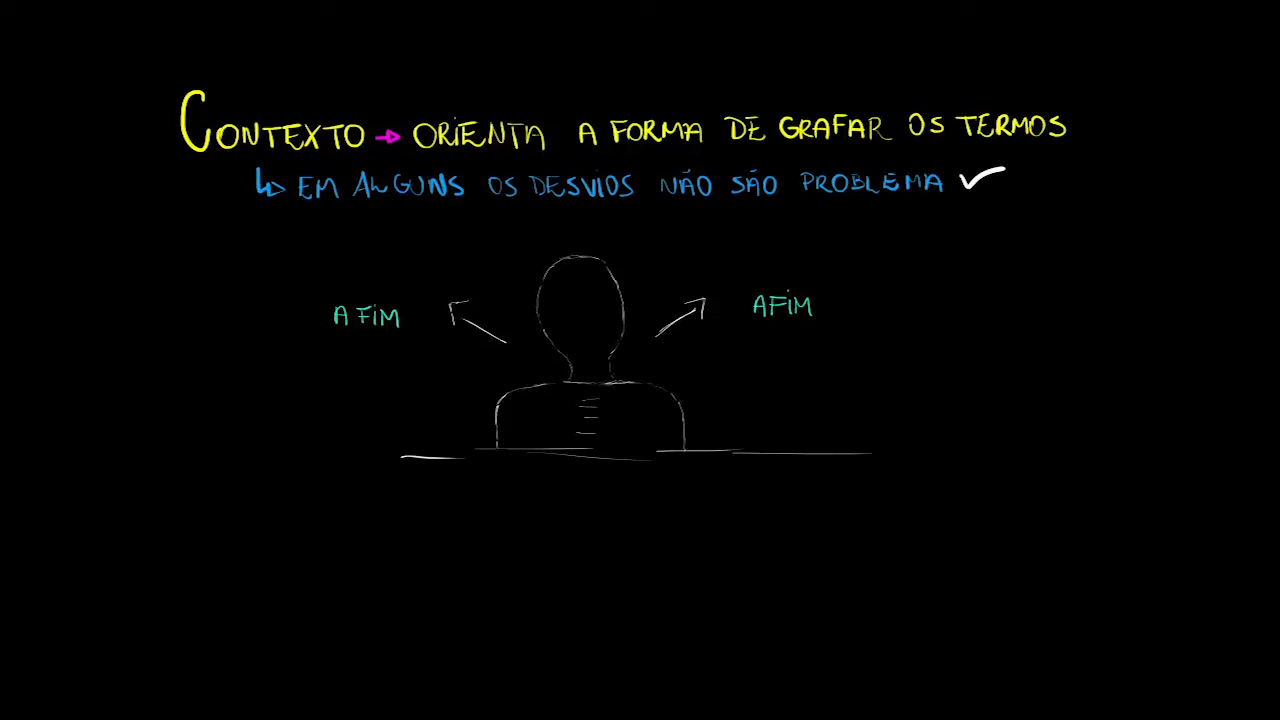 CONTEXTO → ORIENTA A FORMA DE GRAFAR OS TERMOS
↳ EM ALGUNS OS DESVIOS NÃO SÃO PROBLEMA ✓
A FIM
AFIM